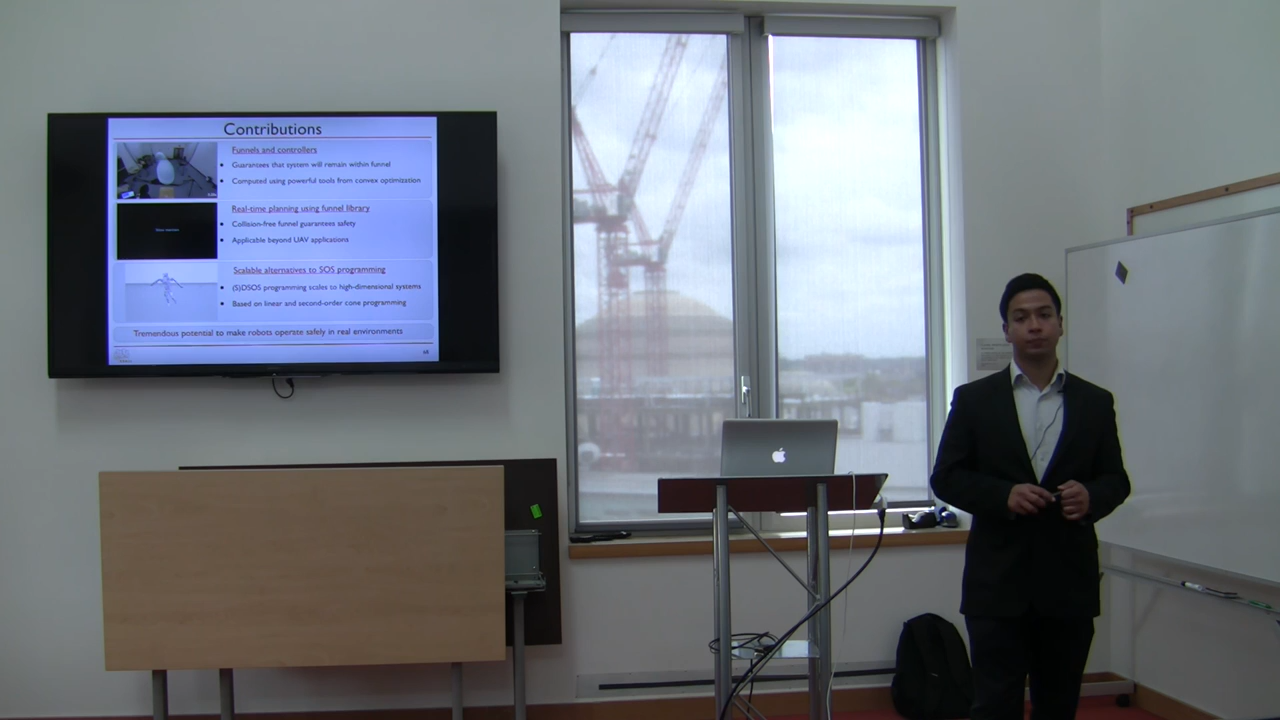 Contributions
Funnels and controllers
• Guarantees that system will remain within funnel
• Computed using powerful tools from convex optimization
Real-time planning using funnel library
• Collision-free funnel guarantees safety
• Applicable beyond UAV applications
Scalable alternatives to SOS programming
• (S)DSOS programming scales to high-dimensional systems
• Based on linear and second-order cone programming
Tremendous potential to make robots operate safely in real environments
68